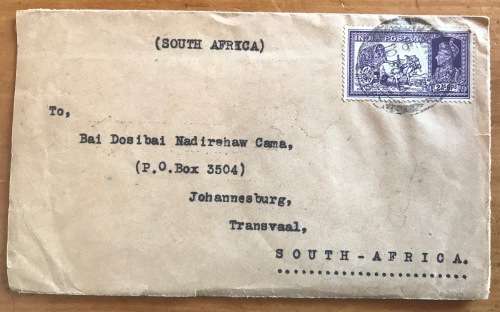 (SOUTH AFRICA)
INDIA POSTAGE
To,
Bai Dosibai Nadirshaw Cama,
(P.O.Box 3504)
Johannesburg,
Transvaal,
SOUTH-AFRICA.